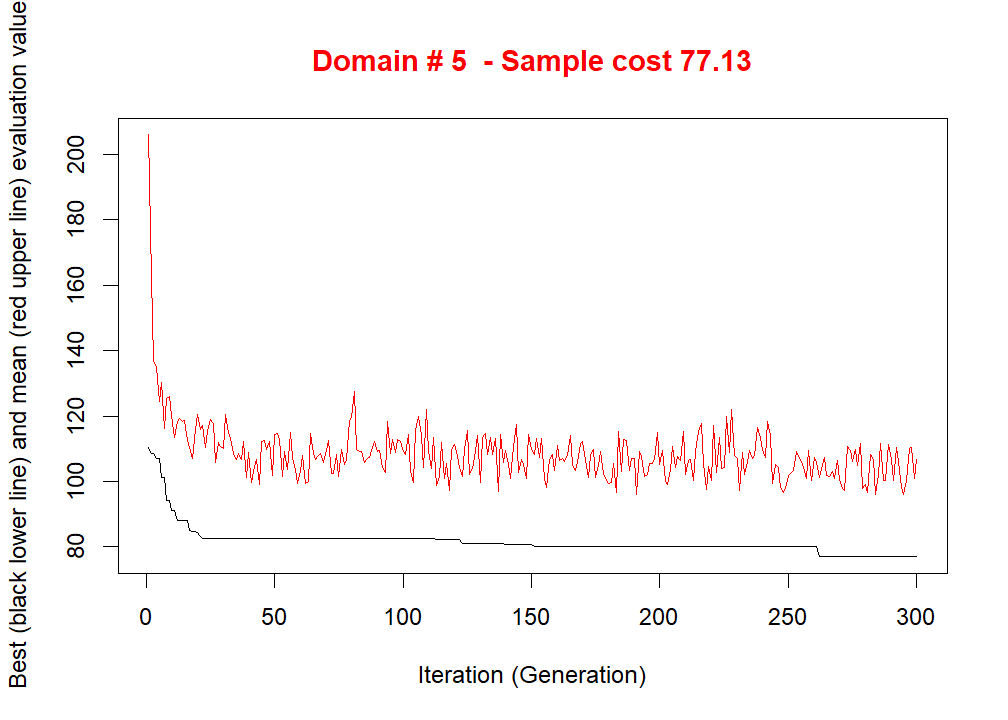 Domain # 5  - Sample cost 77.13
Best (black lower line) and mean (red upper line) evaluation value
200
180
160
140
120
100
80
0 50 100 150 200 250 300
Iteration (Generation)